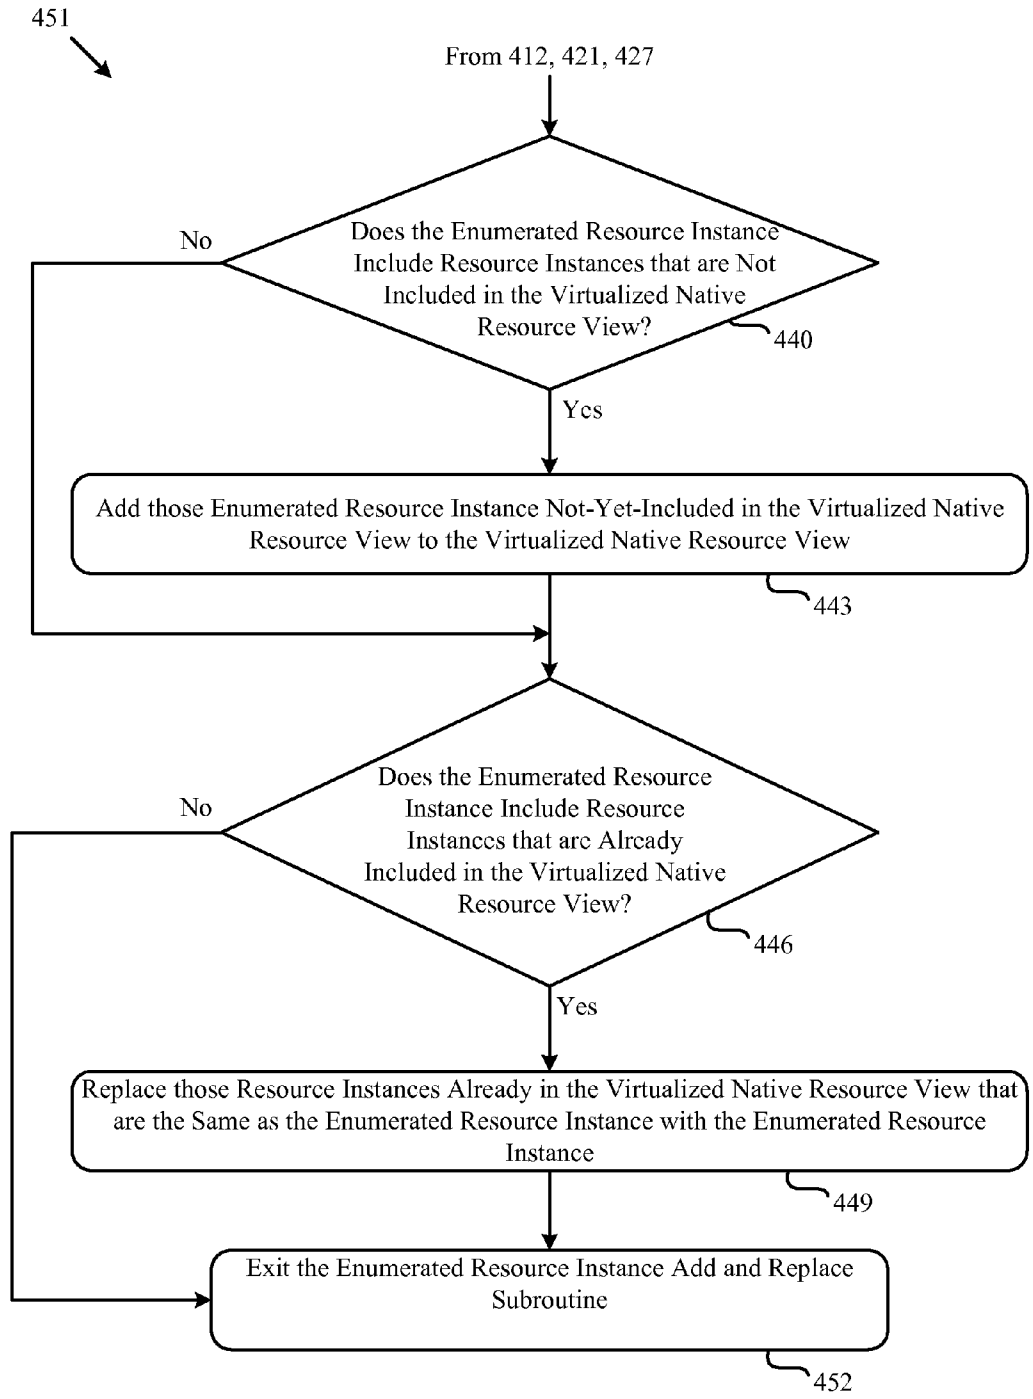 451
From 412, 421, 427
Does the Enumerated Resource Instance
Include Resource Instances that are Not
Included in the Virtualized Native
Resource View?
No
440
Yes
Add those Enumerated Resource Instance Not-Yet-Included in the Virtualized Native
Resource View to the Virtualized Native Resource View
443
Does the Enumerated Resource
Instance Include Resource
Instances that are Already
Included in the Virtualized Native
Resource View?
No
446
Yes
Replace those Resource Instances Already in the Virtualized Native Resource View that
are the Same as the Enumerated Resource Instance with the Enumerated Resource
Instance
449
Exit the Enumerated Resource Instance Add and Replace
Subroutine
452